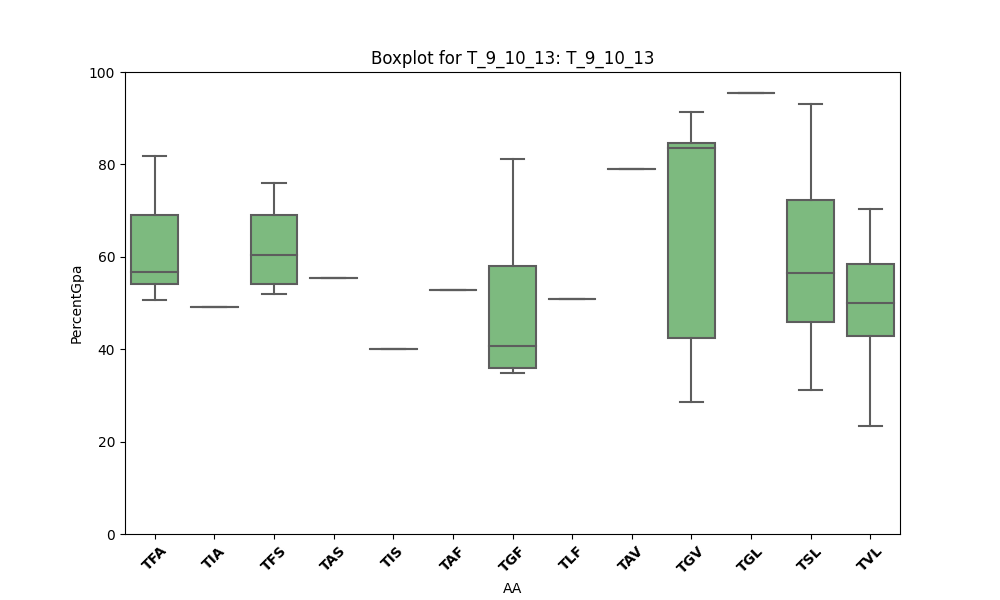 Boxplot for T_9_10_13: T_9_10_13
PercentGpa
100
80
60
40
20
0
TFA TIA TFS TAS TIS TAF TGF TLF TAV TGV TGL TSL TVL
AA